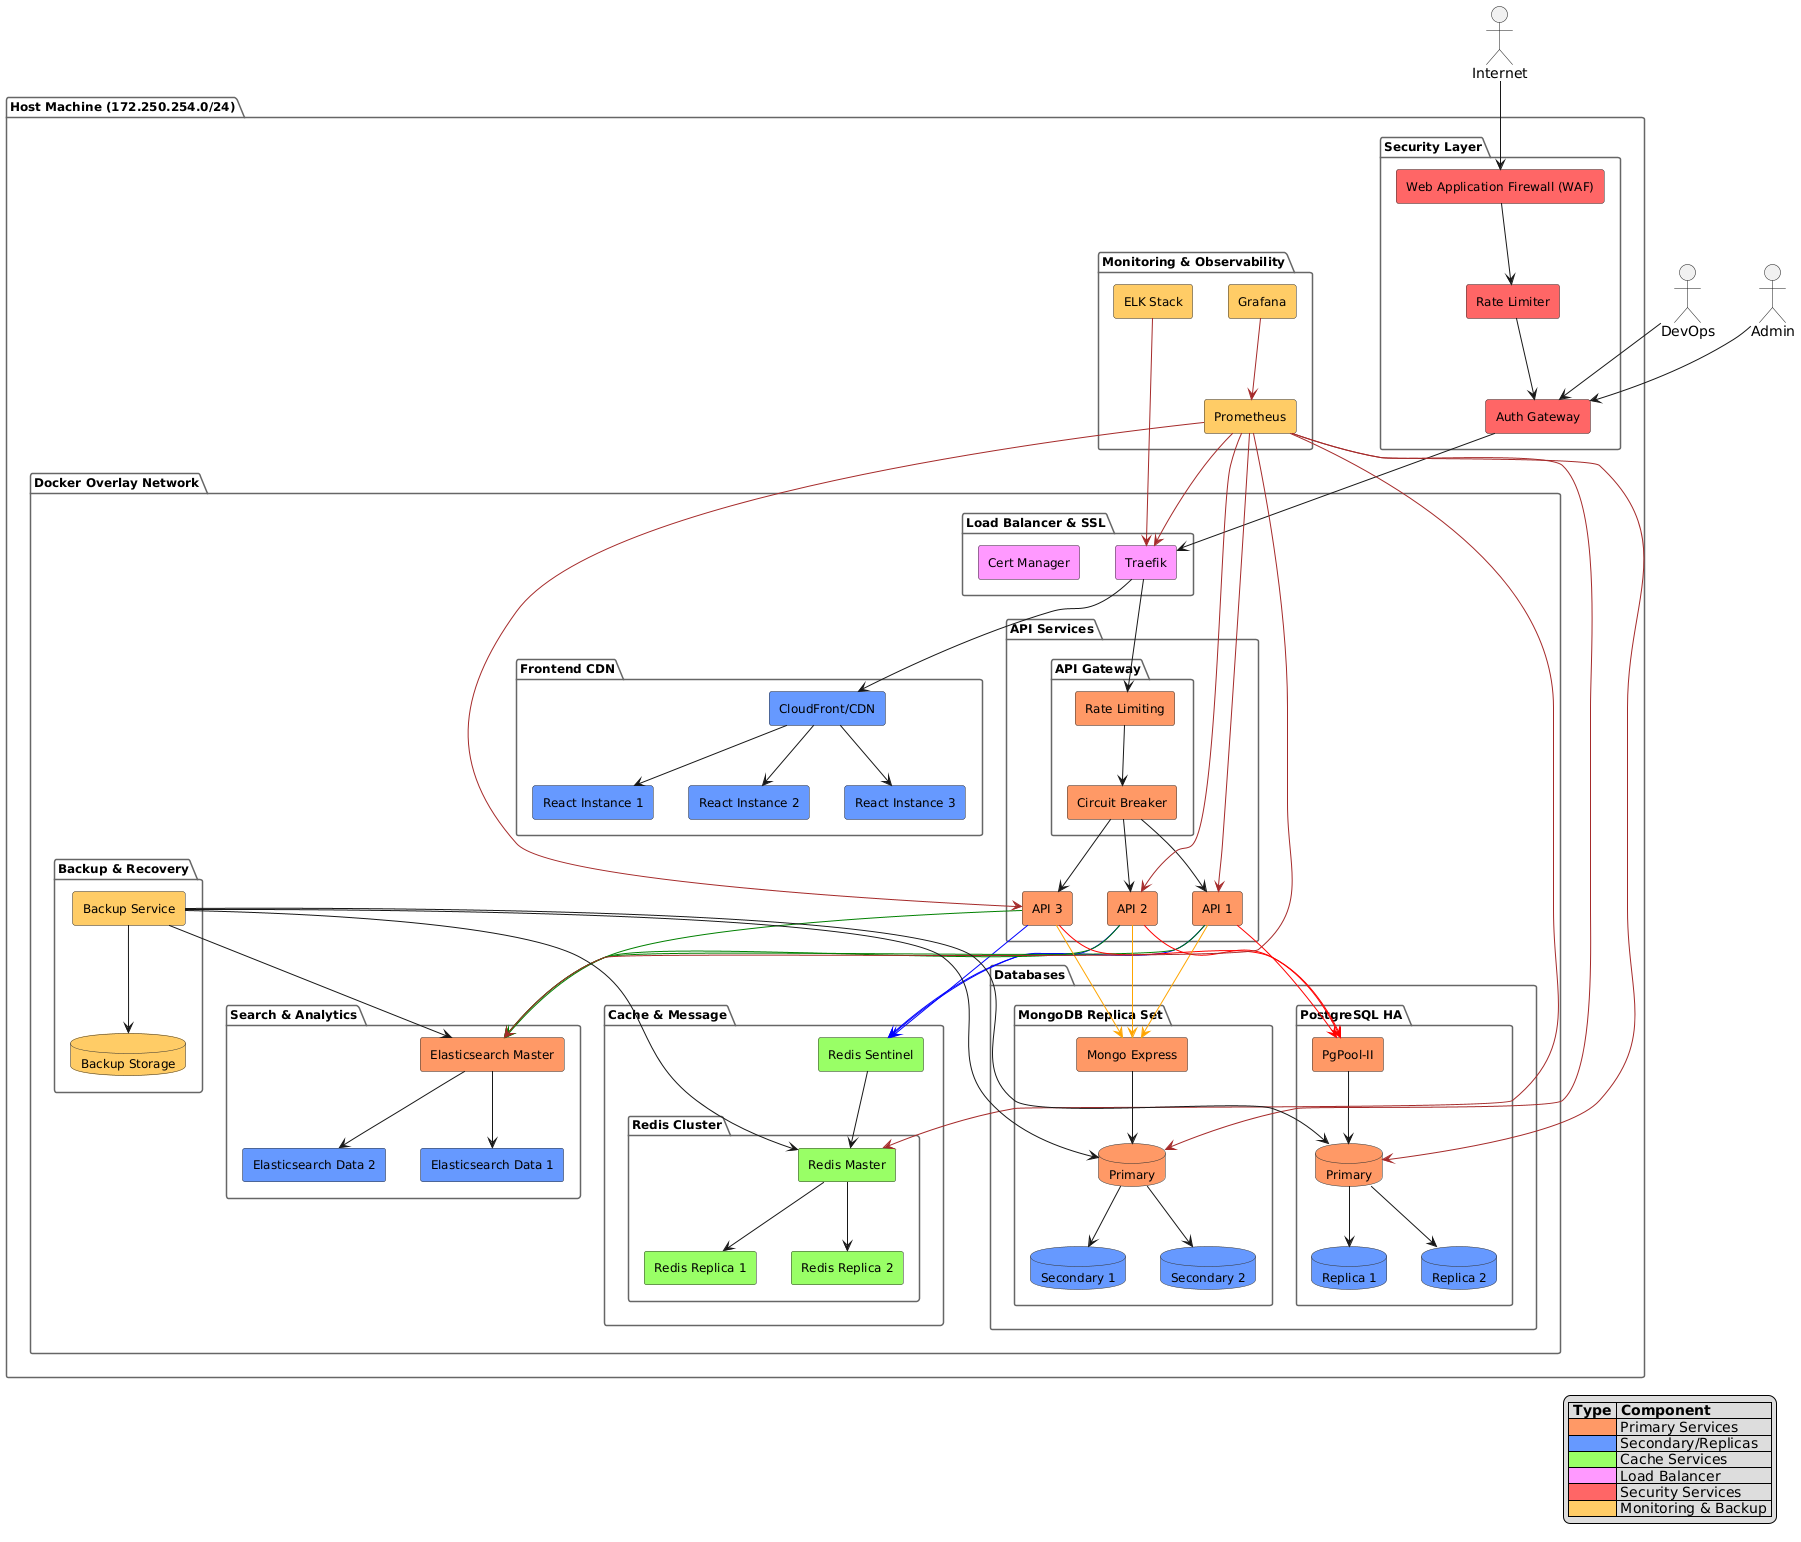 Internet
Host Machine (172.250.254.0/24)
Security Layer
Web Application Firewall (WAF)
Monitoring & Observability
ELK Stack
Grafana
Rate Limiter
DevOps
Admin
Prometheus
Auth Gateway
Docker Overlay Network
Load Balancer & SSL
Cert Manager
Traefik
API Services
Frontend CDN
API Gateway
CloudFront/CDN
Rate Limiting
React Instance 1
React Instance 2
React Instance 3
Circuit Breaker
Backup & Recovery
Backup Service
API 3
API 2
API 1
Databases
Search & Analytics
Cache & Message
MongoDB Replica Set
PostgreSQL HA
Backup Storage
Elasticsearch Master
Redis Sentinel
Mongo Express
PgPool-II
Redis Cluster
Elasticsearch Data 2
Elasticsearch Data 1
Redis Master
Primary
Primary
Redis Replica 1
Redis Replica 2
Secondary 1
Secondary 2
Replica 1
Replica 2
Type Component
Primary Services
Secondary/Replicas
Cache Services
Load Balancer
Security Services
Monitoring & Backup